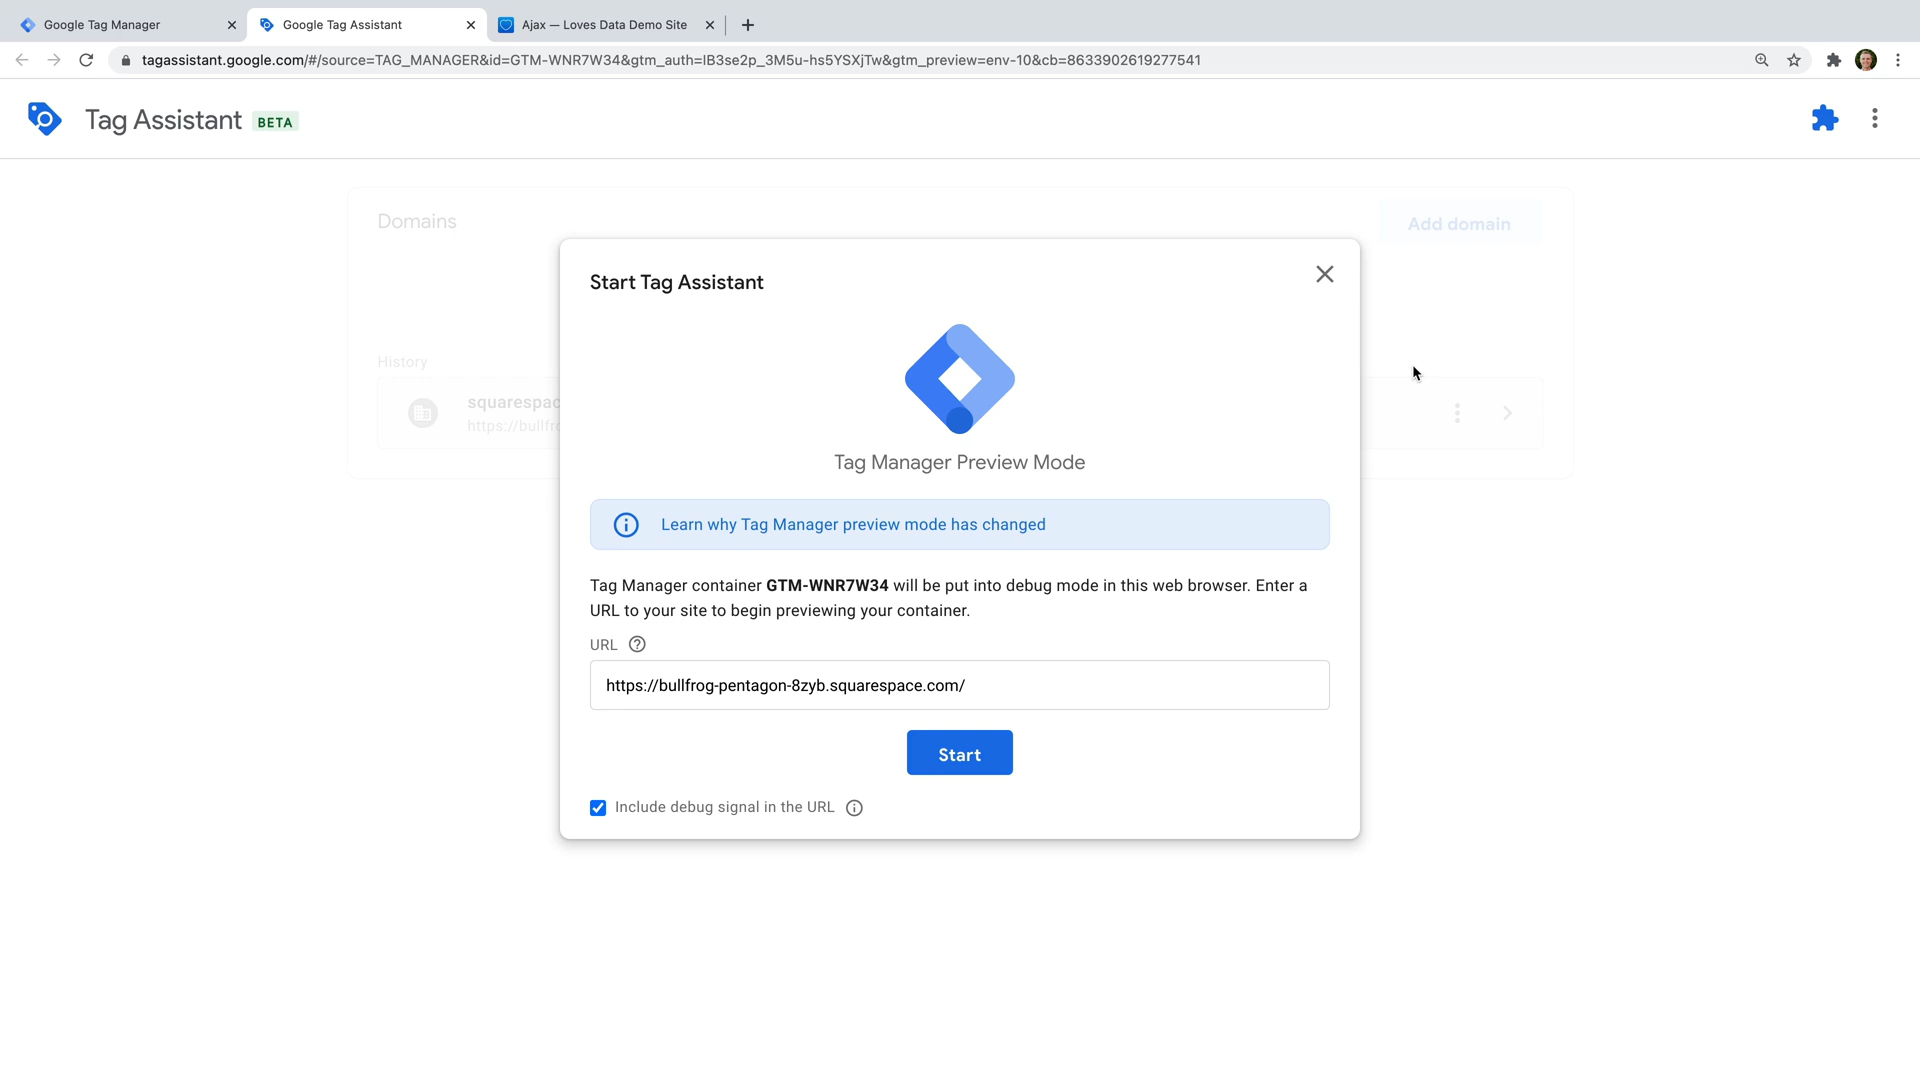 Google Tag Manager
Google Tag Assistant
Ajax — Loves Data Demo Site
tagassistant.google.com/#/source=TAG_MANAGER&id=GTM-WNR7W34&gtm_auth=IB3se2p_3M5u-hs5YSXjTw&gtm_preview=env-10&cb=8633902619277541
Tag Assistant BETA
Domains
Add domain
Start Tag Assistant
History
squarespac
https://bullfro
Tag Manager Preview Mode
Learn why Tag Manager preview mode has changed
Tag Manager container GTM-WNR7W34 will be put into debug mode in this web browser. Enter a
URL to your site to begin previewing your container.
URL
https://bullfrog-pentagon-8zyb.squarespace.com/
Start
Include debug signal in the URL